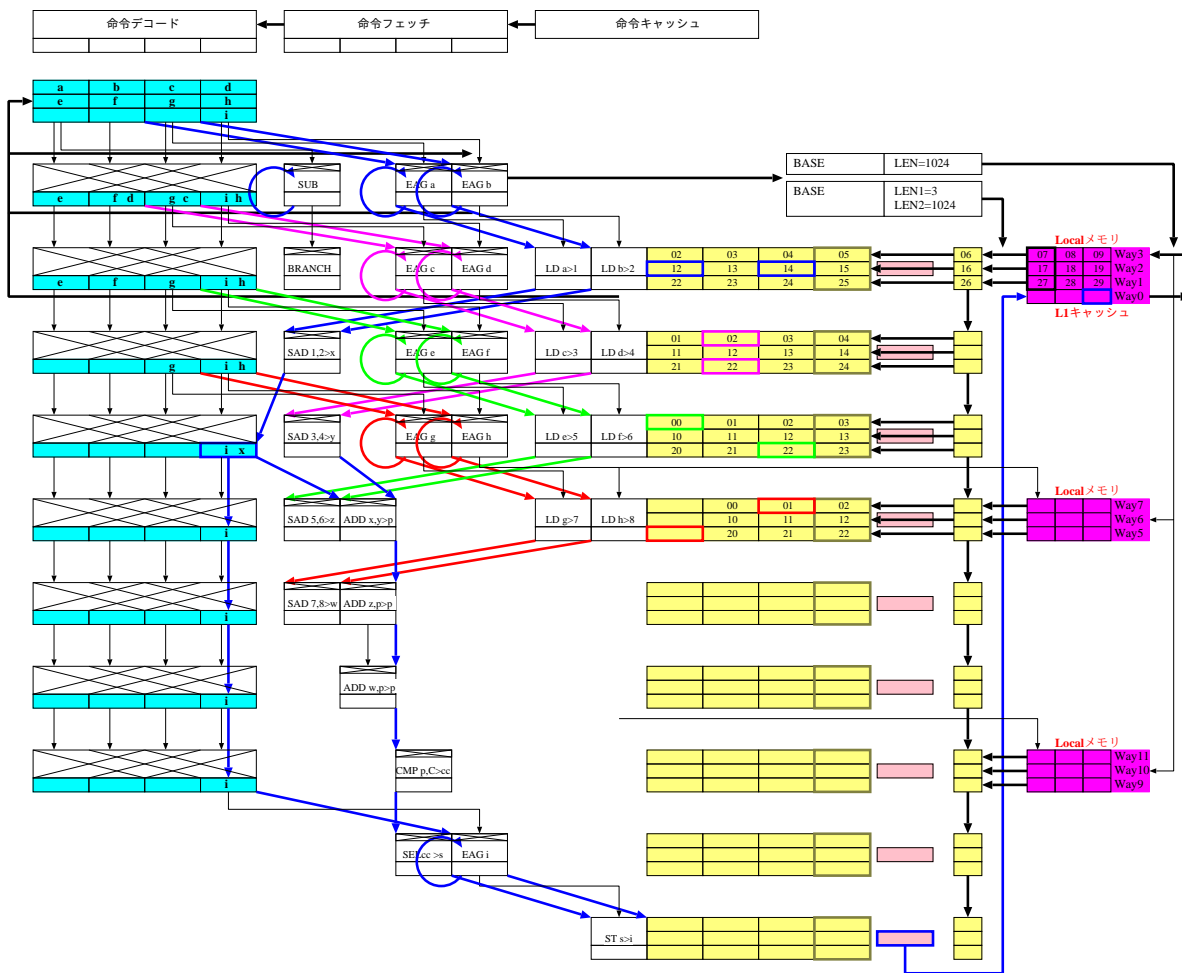 命令デコード 命令フェッチ 命令キャッシュ
a b c d
e f g h
i
BASE LEN=1024
SUB EAG a EAG b
BASE LEN1=3
LEN2=1024
e f d g c i h
Localメモリ
02 03 04 05 06 07 08 09 Way3
BRANCH EAG c EAG d LD a>1 LD b>2 12 13 14 15 16 17 18 19 Way2
e f g i h 22 23 24 25 26 27 28 29 Way1
Way0
L1キャッシュ
01 02 03 04
SAD 1,2>x EAG e EAG f LD c>3 LD d>4 11 12 13 14
g i h 21 22 23 24
00 01 02 03
SAD 3,4>y EAG g EAG h LD e>5 LD f>6 10 11 12 13
i x 20 21 22 23
Localメモリ
00 01 02 Way7
SAD 5,6>z ADD x,y>p LD g>7 LD h>8 10 11 12 Way6
i 20 21 22 Way5
SAD 7,8>w ADD z,p>p
i
ADD w,p>p
i
Localメモリ
Way11
CMP p,C>cc Way10
i Way9
SEL cc >s EAG i
ST s>i